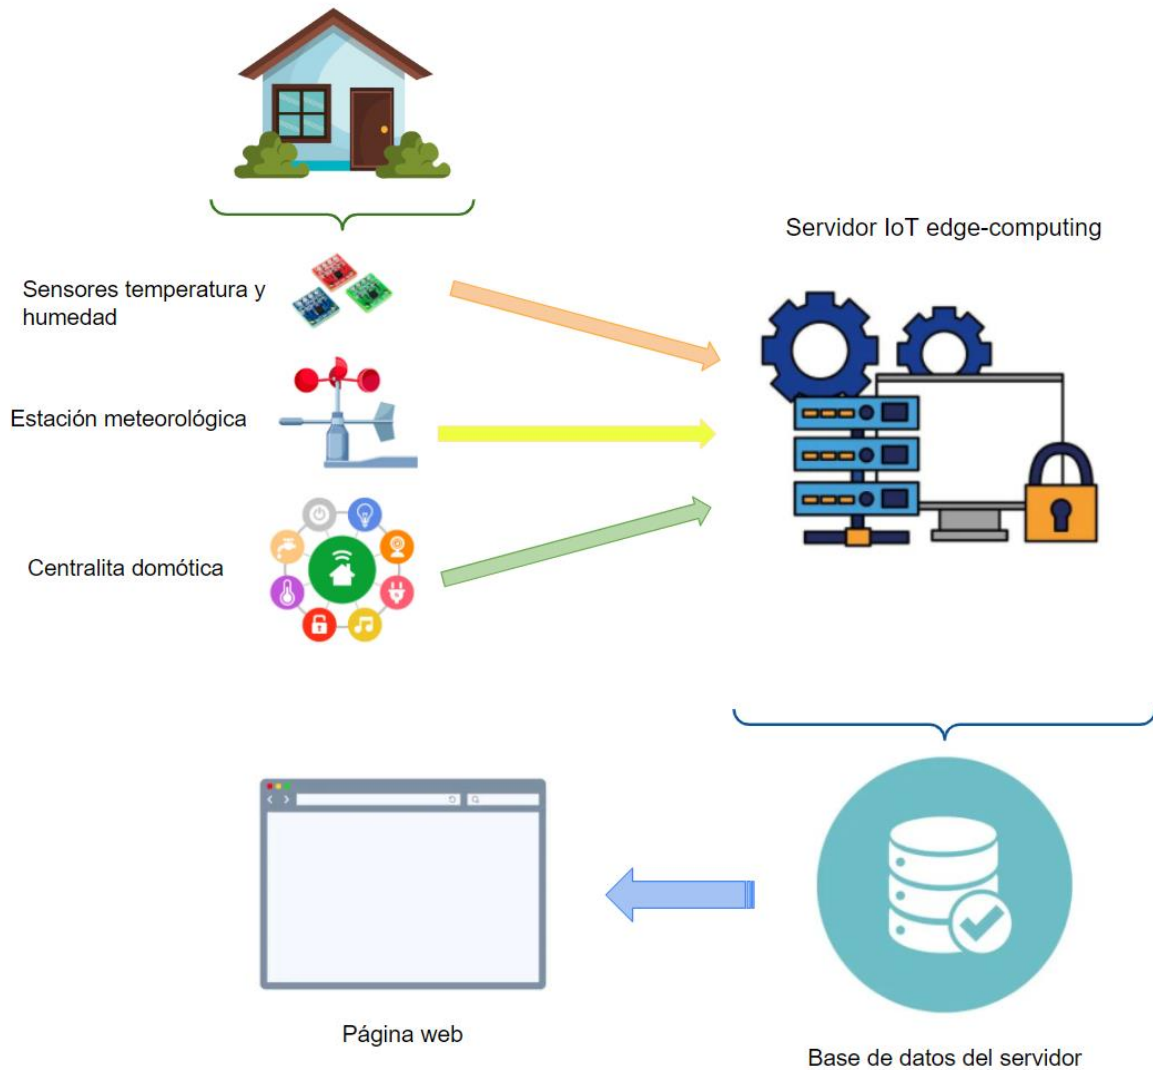 Servidor IoT edge-computing
Sensores temperatura y
humedad
Estación meteorológica
Centralita domótica
Página web
Base de datos del servidor